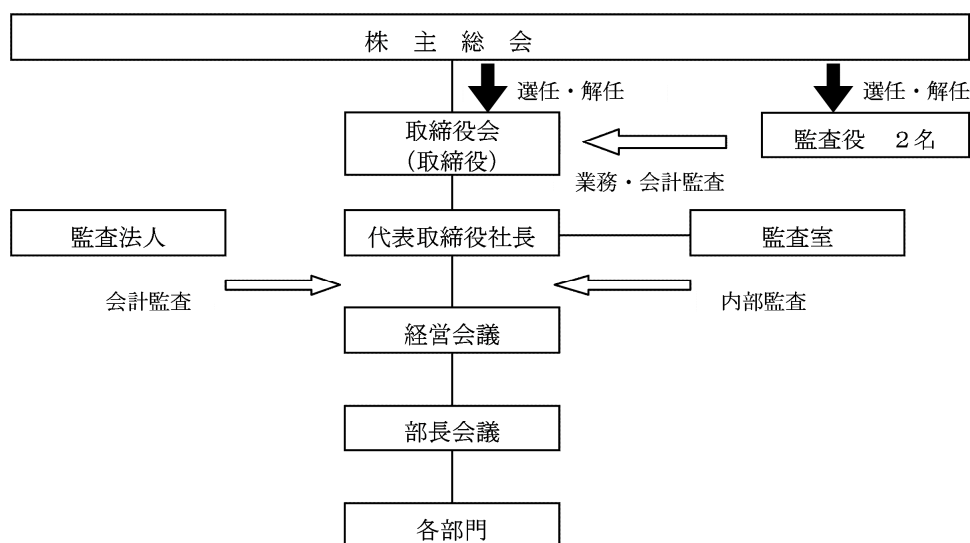 株 主 総 会
選任・解任
選任・解任
取締役会
（取締役）
監査役 ２名
業務・会計監査
監査法人
代表取締役社長
監査室
会計監査
内部監査
経営会議
部長会議
各部門